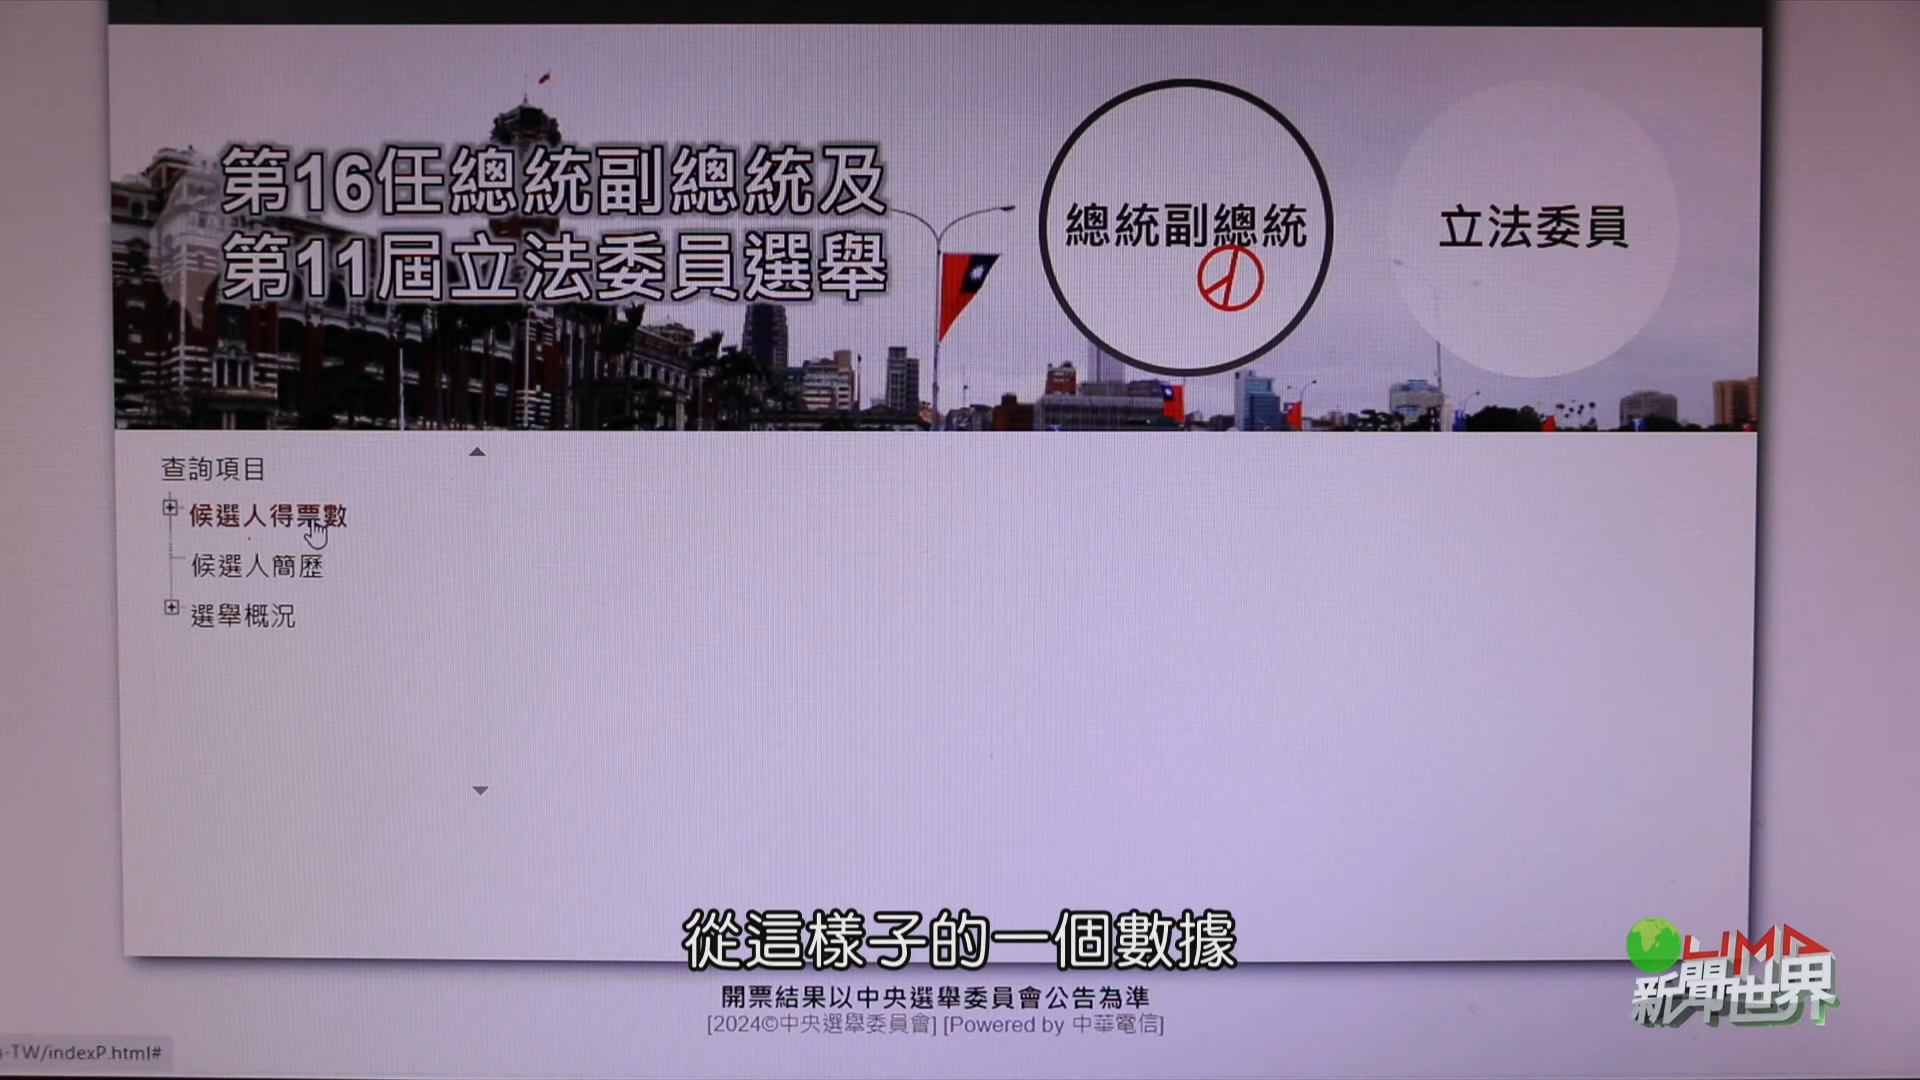 第16任總統副總統及
第11屆立法委員選舉
總統副總統
立法委員
查詢項目
候選人得票數
候選人簡歷
選舉概況
從這樣子的一個數據
開票結果以中央選舉委員會公告為準
[2024©中央選舉委員會] [Powered by 中華電信]
-TW/indexP.html#
LIMA
新聞世界